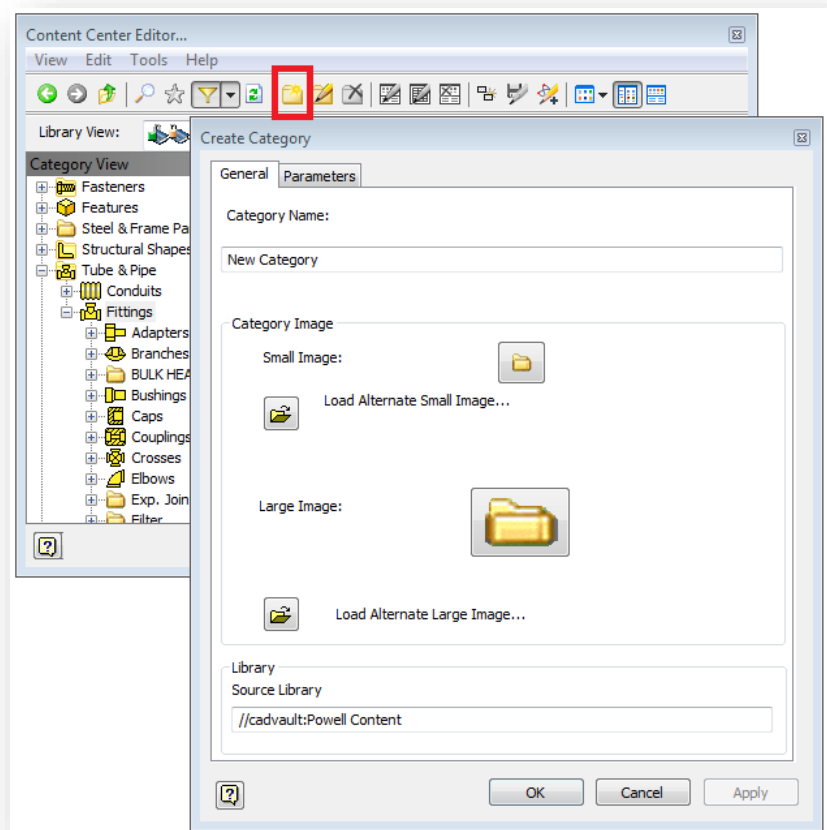 Content Center Editor...
View Edit Tools Help
Library View:
Category View
Fasteners
Features
Steel & Frame Pa
Structural Shapes
Tube & Pipe
Conduits
Fittings
Adapters
Branches
BULK HEA
Bushings
Caps
Couplings
Crosses
Elbows
Exp. Join
Filter
Create Category
General Parameters
Category Name:
New Category
Category Image
Small Image:
Load Alternate Small Image...
Large Image:
Load Alternate Large Image...
Library
Source Library
//cadvault:Powell Content
OK Cancel Apply